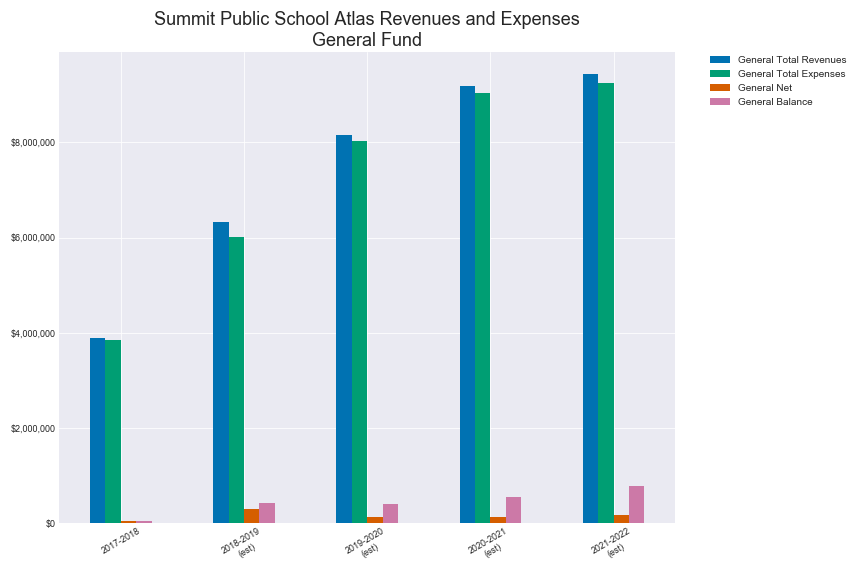 Summit Public School Atlas Revenues and Expenses
General Fund
General Total Revenues
General Total Expenses
General Net
General Balance
$8,000,000
$6,000,000
$4,000,000
$2,000,000
$0
2017-2018
2018-2019
(est)
2019-2020
(est)
2020-2021
(est)
2021-2022
(est)